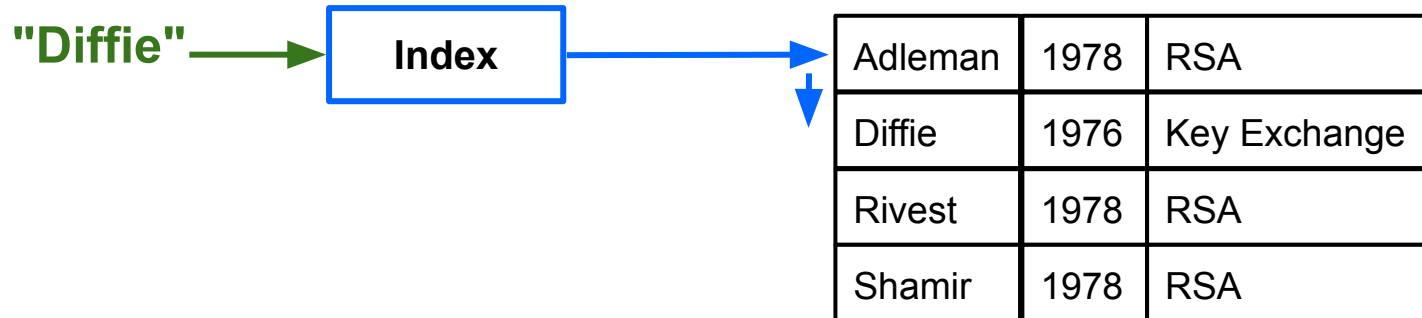 "Diffie"
Index
Adleman 1978 RSA
Diffie 1976 Key Exchange
Rivest 1978 RSA
Shamir 1978 RSA